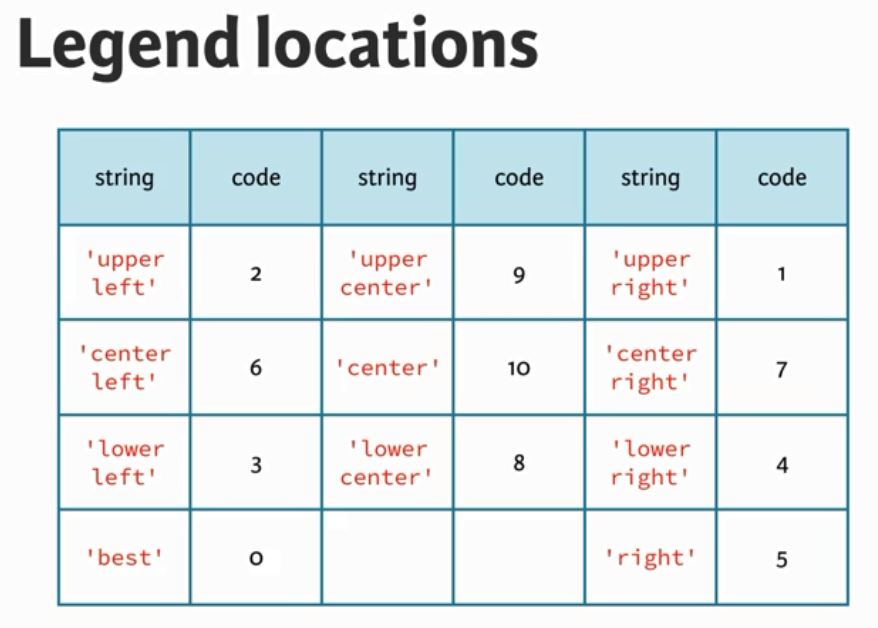 Legend locations
string code string code string code
'upper left' 2 'upper center' 9 'upper right' 1
'center left' 6 'center' 10 'center right' 7
'lower left' 3 'lower center' 8 'lower right' 4
'best' 0 'right' 5